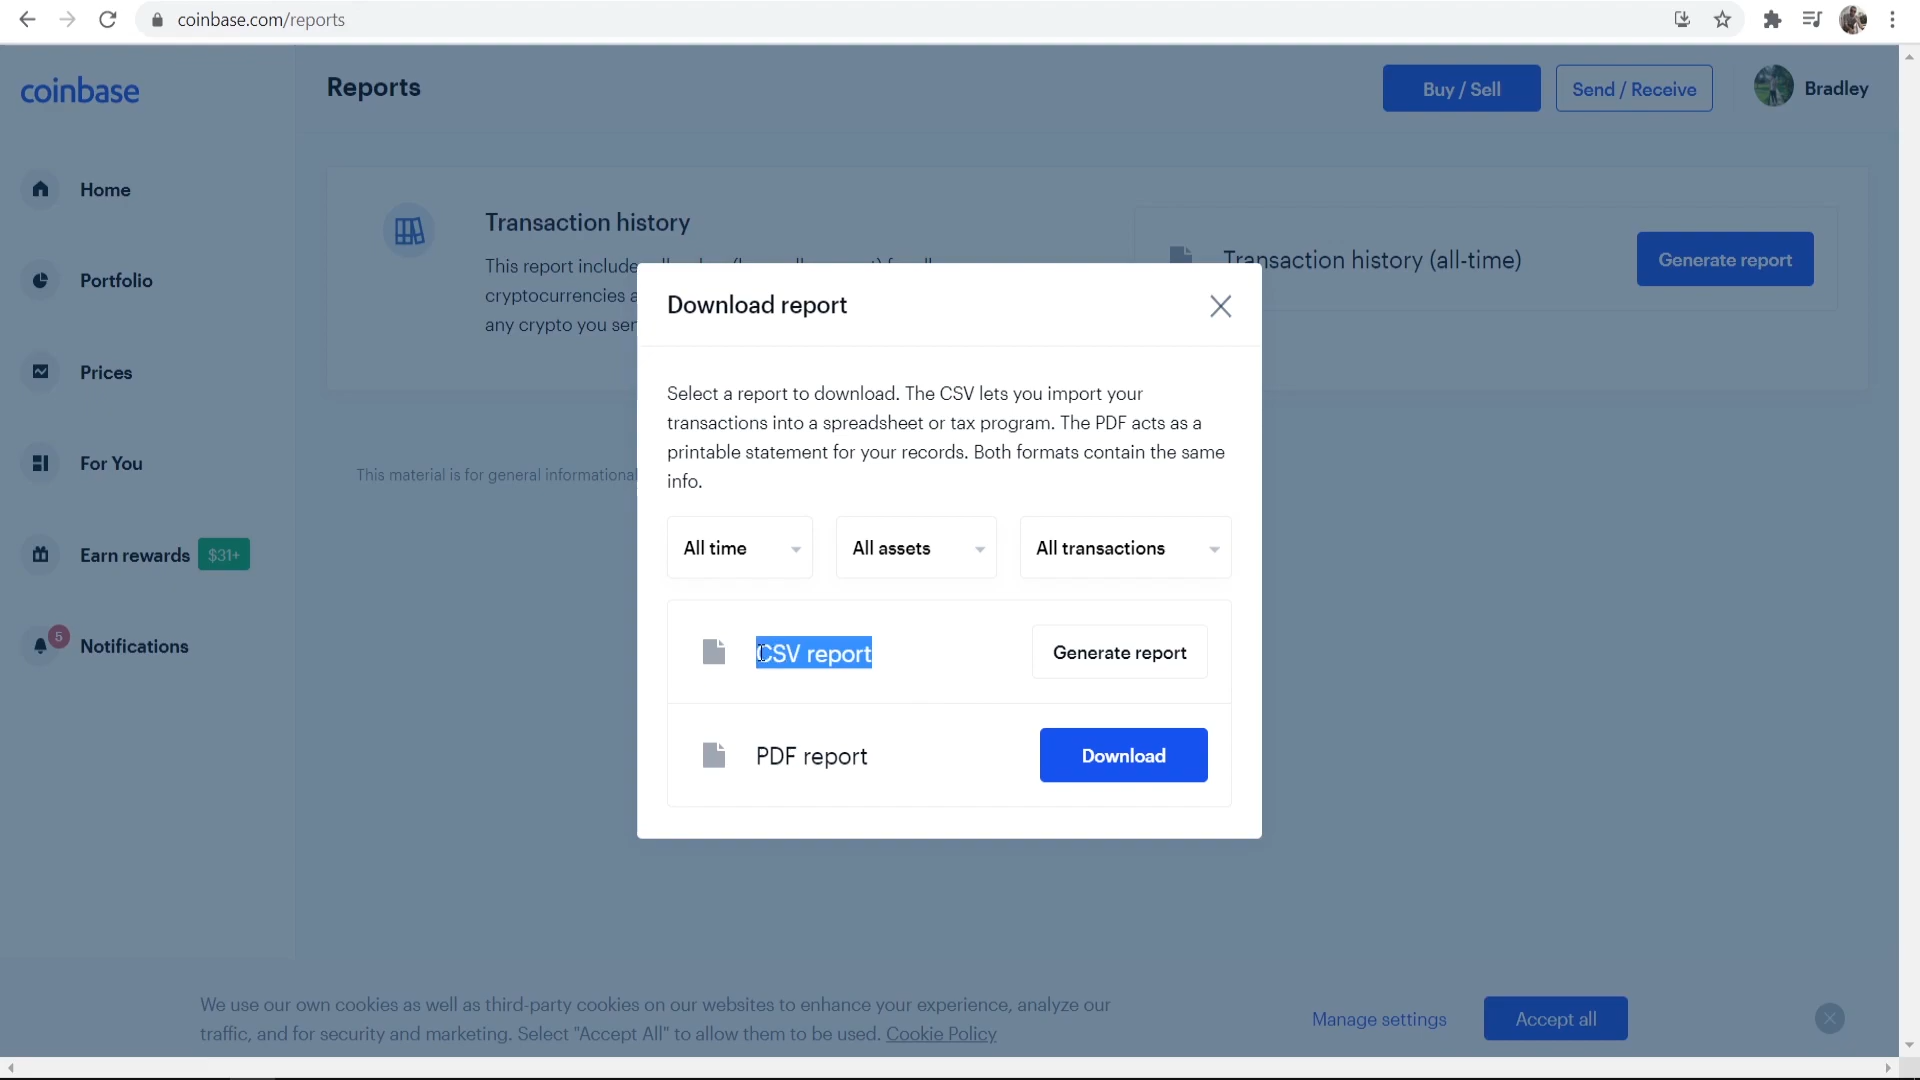 coinbase.com/reports
coinbase
Reports
Buy / Sell
Send / Receive
Bradley
Home
Portfolio
Prices
For You
Earn rewards $31+
5
Notifications
Transaction history
This report include
cryptocurrencies a
any crypto you ser
Transaction history (all-time)
Generate report
This material is for general informational
Download report
Select a report to download. The CSV lets you import your
transactions into a spreadsheet or tax program. The PDF acts as a
printable statement for your records. Both formats contain the same
info.
All time
All assets
All transactions
CSV report
Generate report
PDF report
Download
We use our own cookies as well as third-party cookies on our websites to enhance your experience, analyze our
traffic, and for security and marketing. Select "Accept All" to allow them to be used. Cookie Policy
Manage settings
Accept all